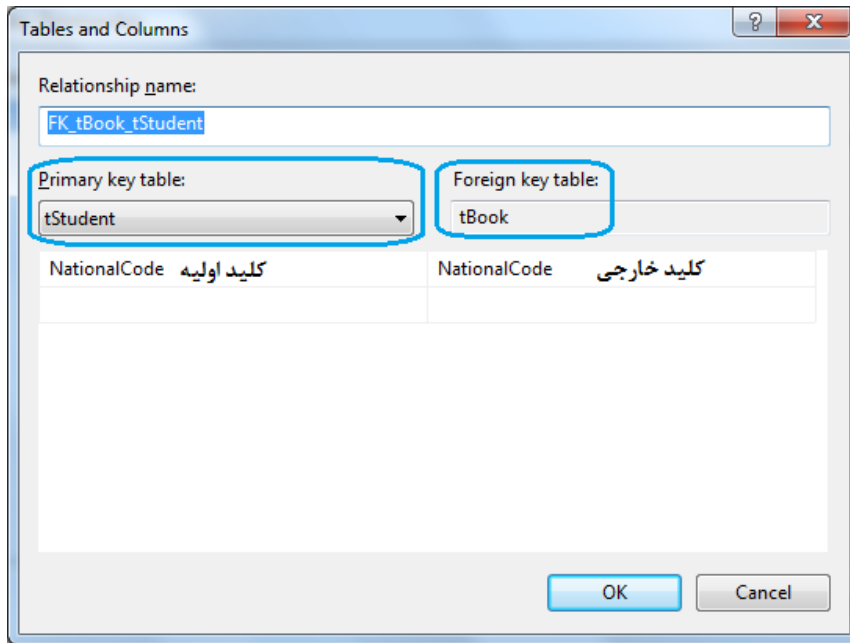 Tables and Columns
Relationship name:
FK_tBook_tStudent
Primary key table:
Foreign key table:
tStudent
tBook
NationalCode کلید اولیه
NationalCode کلید خارجی
OK
Cancel